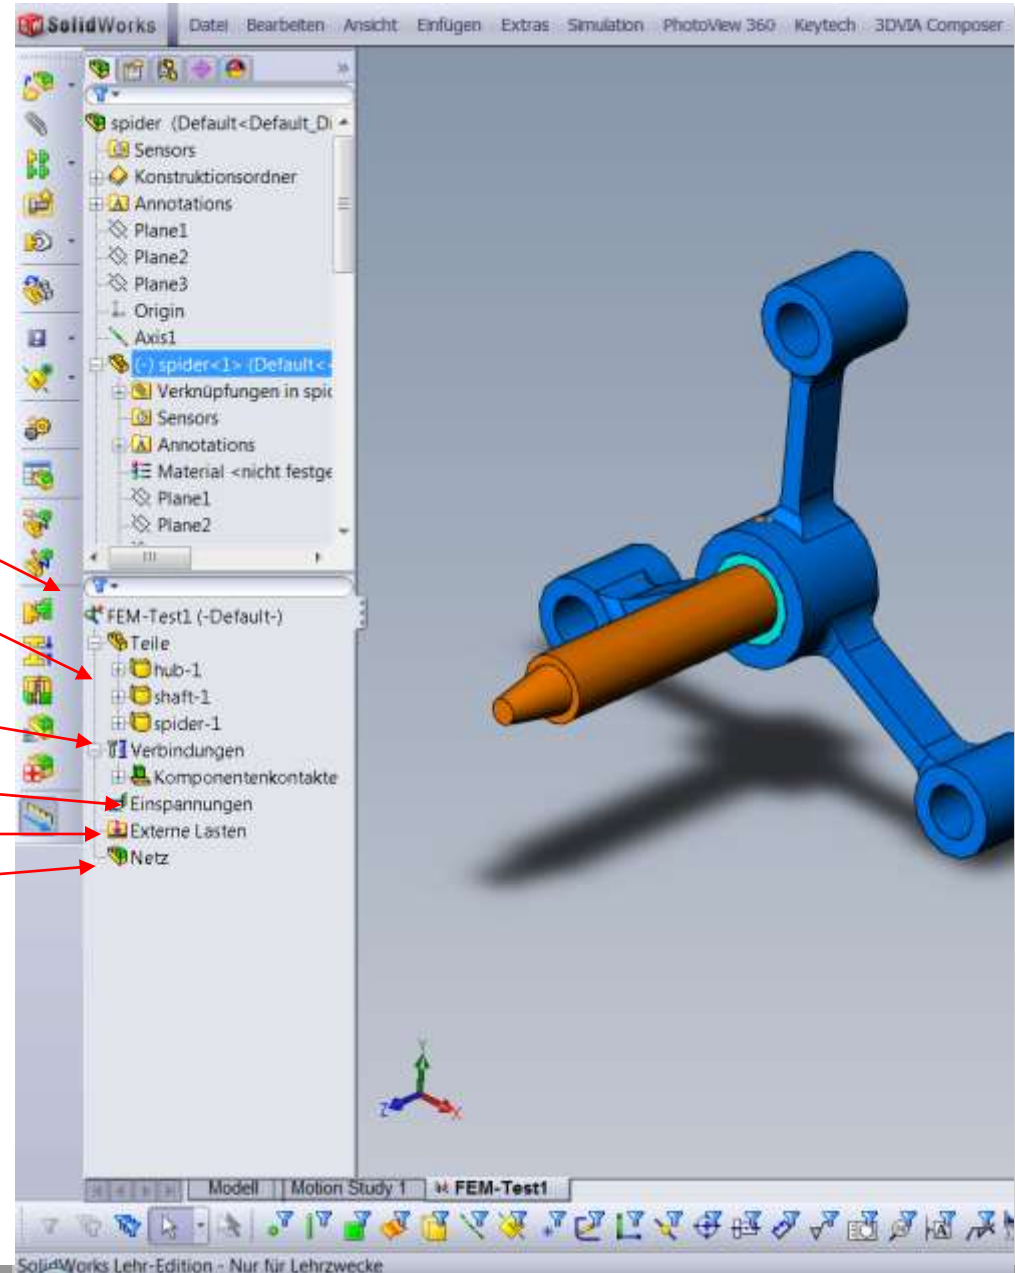 SolidWorks Datei Bearbeiten Ansicht Einfügen Extras Simulation PhotoView 360 Keytech 3DVIA Composer
spider (Default<Default_Di
Sensors
Konstruktionsordner
Annotations
Plane1
Plane2
Plane3
Origin
Axis1
(-) spider<1> (Default<
Verknüpfungen in spid
Sensors
Annotations
Material <nicht festge
Plane1
Plane2
FEM-Test1 (-Default-)
Teile
hub-1
shaft-1
spider-1
Verbindungen
Komponentenkontakte
Einspannungen
Externe Lasten
Netz
Y
Z
X
Modell Motion Study 1 FEM-Test1
SolidWorks Lehr-Edition - Nur für Lehrzwecke